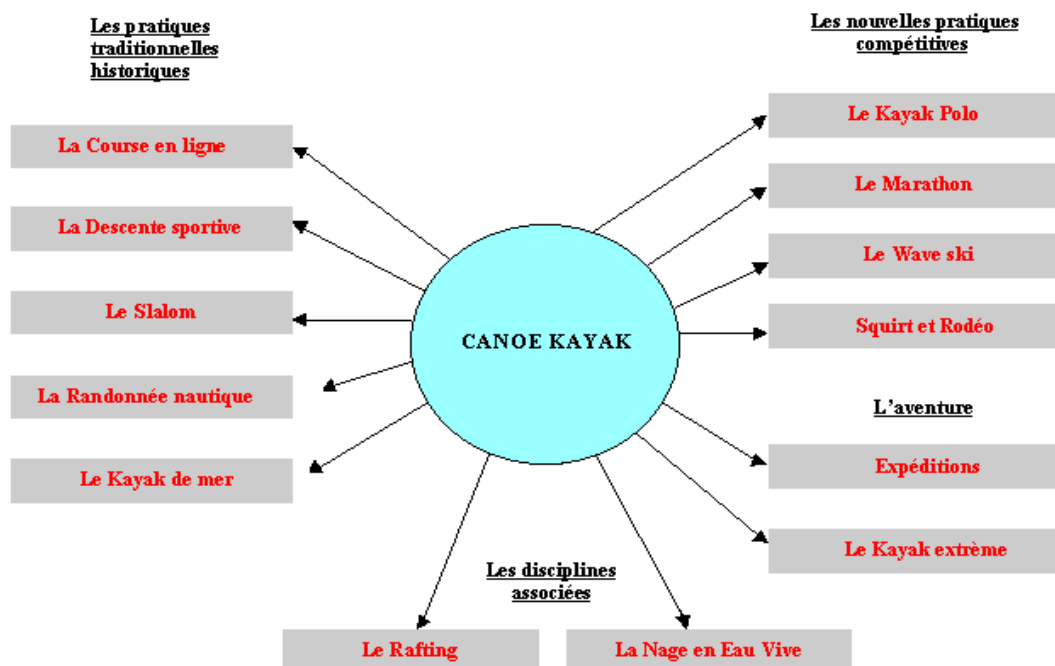 Les pratiques
traditionnelles
historiques
La Course en ligne
La Descente sportive
Le Slalom
La Randonnée nautique
Le Kayak de mer
CANOE KAYAK
Les nouvelles pratiques
compétitives
Le Kayak Polo
Le Marathon
Le Wave ski
Squirt et Rodéo
L'aventure
Expéditions
Le Kayak extrème
Les disciplines
associées
Le Rafting
La Nage en Eau Vive